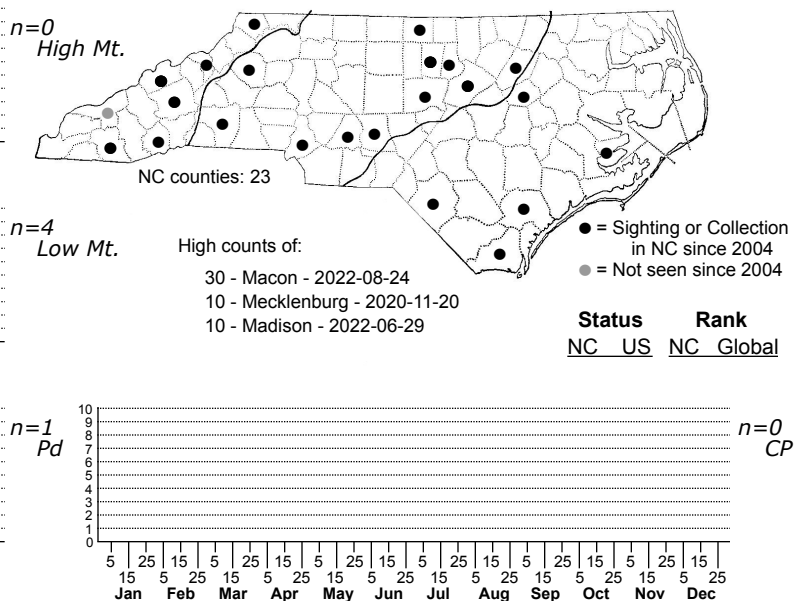 n=0
High Mt.
NC counties: 23
n=4
Low Mt.
High counts of:
30 - Macon - 2022-08-24
10 - Mecklenburg - 2020-11-20
10 - Madison - 2022-06-29
● = Sighting or Collection
in NC since 2004
● = Not seen since 2004
Status Rank
NC US NC Global
n=1
Pd
n=0
CP
10
9
8
7
6
5
4
3
2
1
0
5 25 15 5 25 15 5 25 15 5 25 15 5 25 15 5 25 15
15 5 25 15 5 25 15 5 25 15 5 25 15 5 25 15 5 25
Jan Feb Mar Apr May Jun Jul Aug Sep Oct Nov Dec